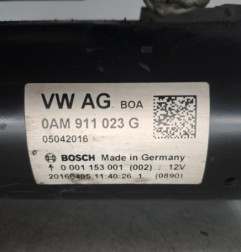 VW AG BOA
0AM 911 023 G
05042016
BOSCH Made in Germany
↑ 0 001 153 001 (002) : 12V
20160405 11:40:26 1 (0890)